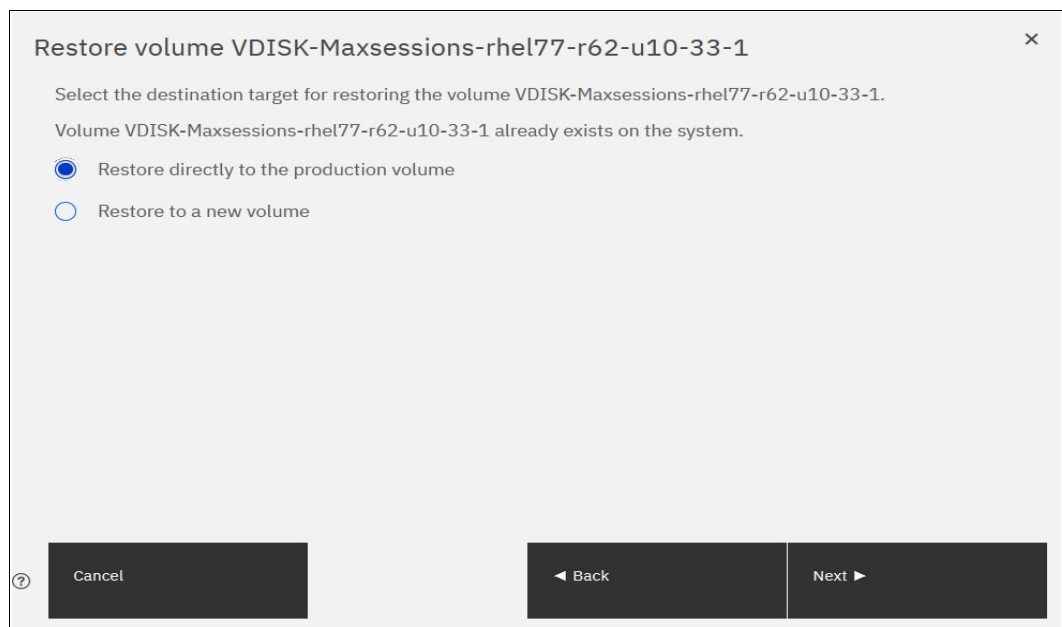 Restore volume VDISK-Maxsessions-rhel77-r62-u10-33-1
Select the destination target for restoring the volume VDISK-Maxsessions-rhel77-r62-u10-33-1.
Volume VDISK-Maxsessions-rhel77-r62-u10-33-1 already exists on the system.
Restore directly to the production volume
Restore to a new volume
Cancel
Back
Next